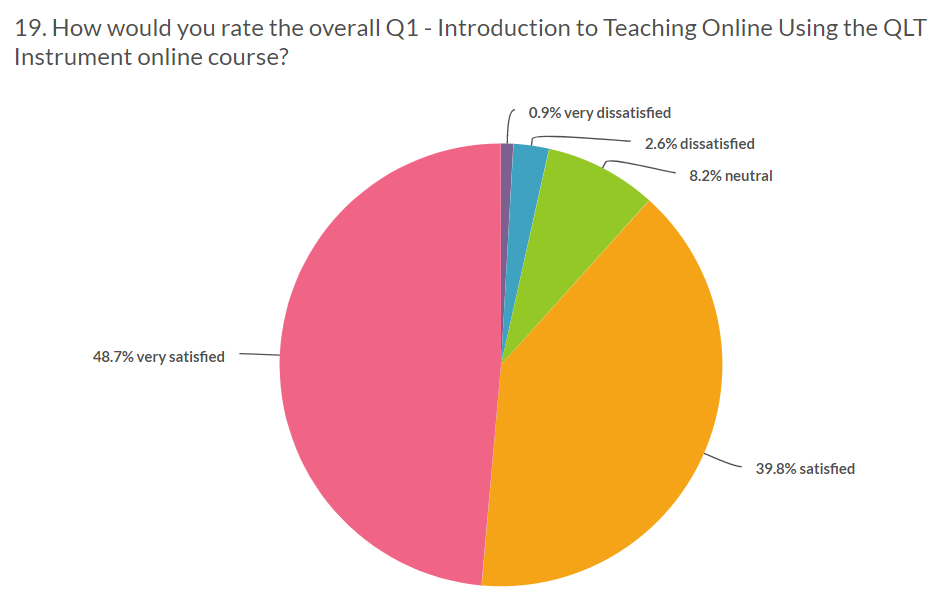 19. How would you rate the overall Q1 - Introduction to Teaching Online Using the QLT
Instrument online course?
0.9% very dissatisfied
2.6% dissatisfied
8.2% neutral
48.7% very satisfied
39.8% satisfied